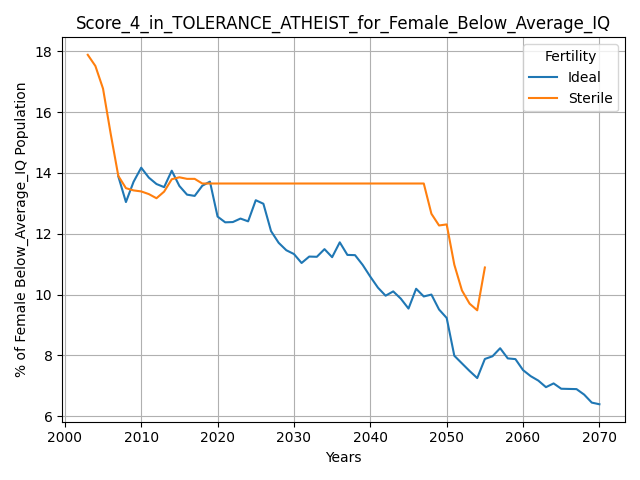 Score_4_in_TOLERANCE_ATHEIST_for_Female_Below_Average_IQ
Fertility
Ideal
Sterile
% of Female Below_Average_IQ Population
18
16
14
12
10
8
6
2000 2010 2020 2030 2040 2050 2060 2070
Years